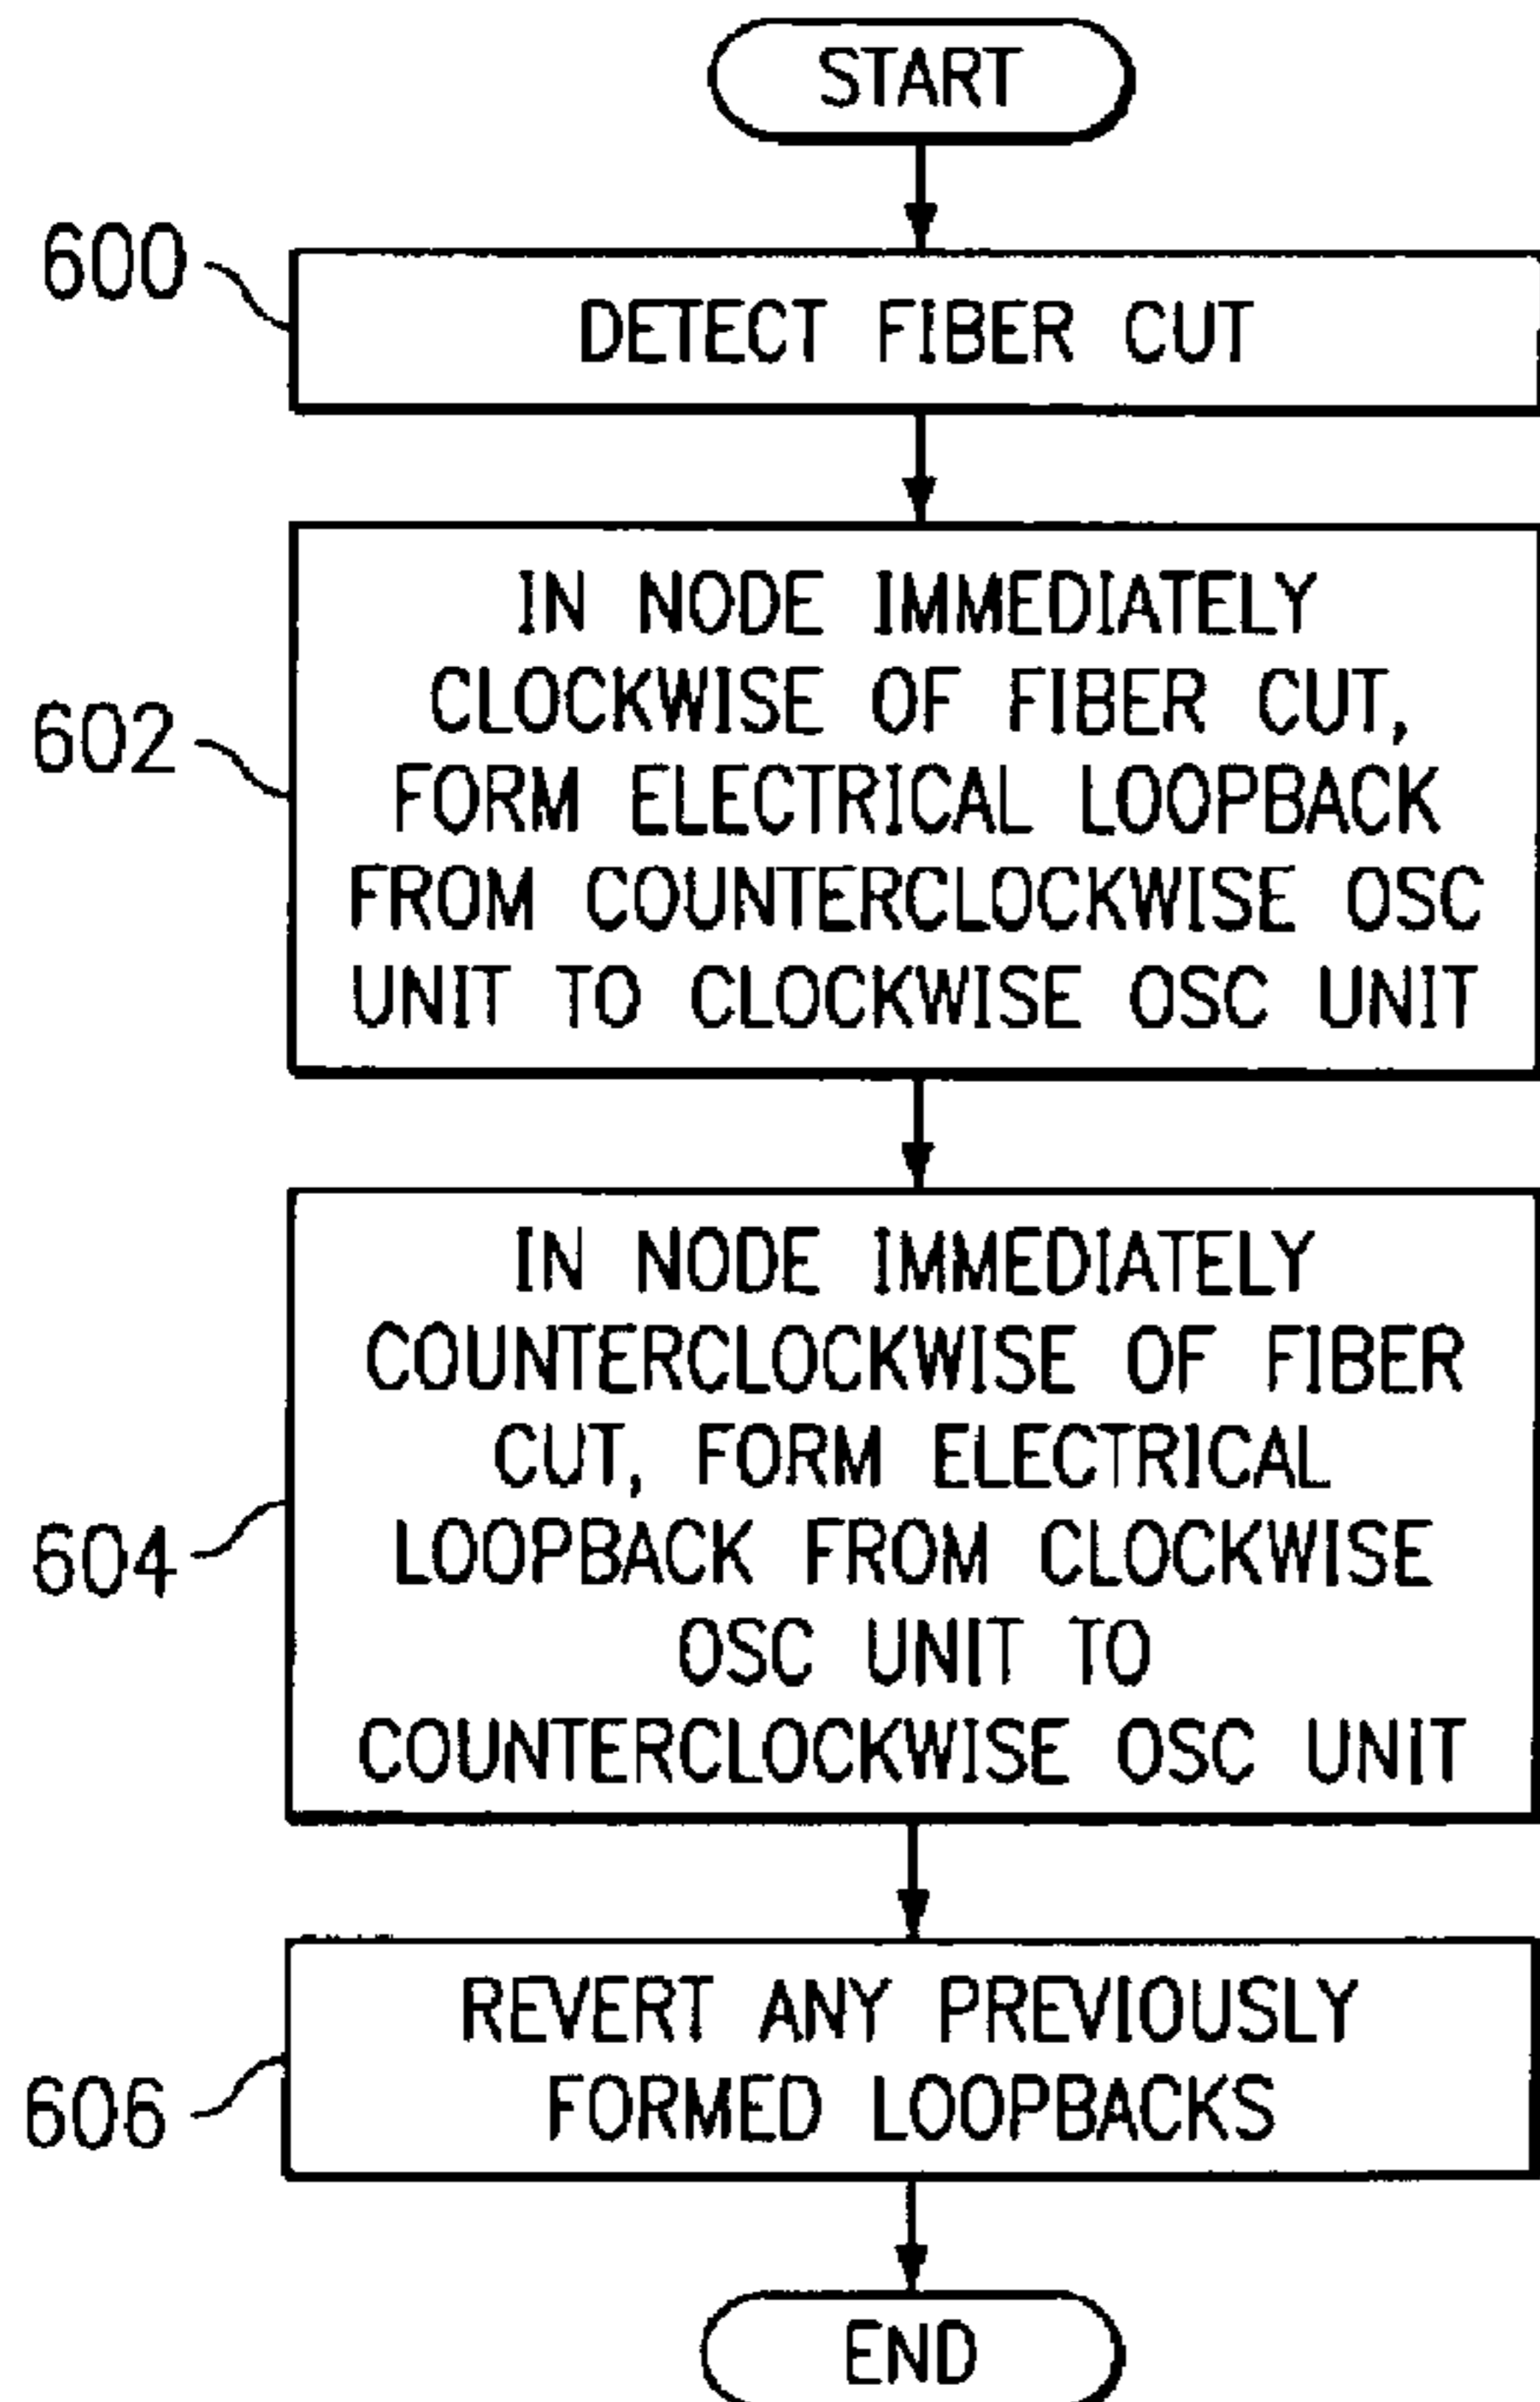 START
600
DETECT FIBER CUT
602
IN NODE IMMEDIATELY
CLOCKWISE OF FIBER CUT,
FORM ELECTRICAL LOOPBACK
FROM COUNTERCLOCKWISE OSC
UNIT TO CLOCKWISE OSC UNIT
604
IN NODE IMMEDIATELY
COUNTERCLOCKWISE OF FIBER
CUT, FORM ELECTRICAL
LOOPBACK FROM CLOCKWISE
OSC UNIT TO
COUNTERCLOCKWISE OSC UNIT
606
REVERT ANY PREVIOUSLY
FORMED LOOPBACKS
END